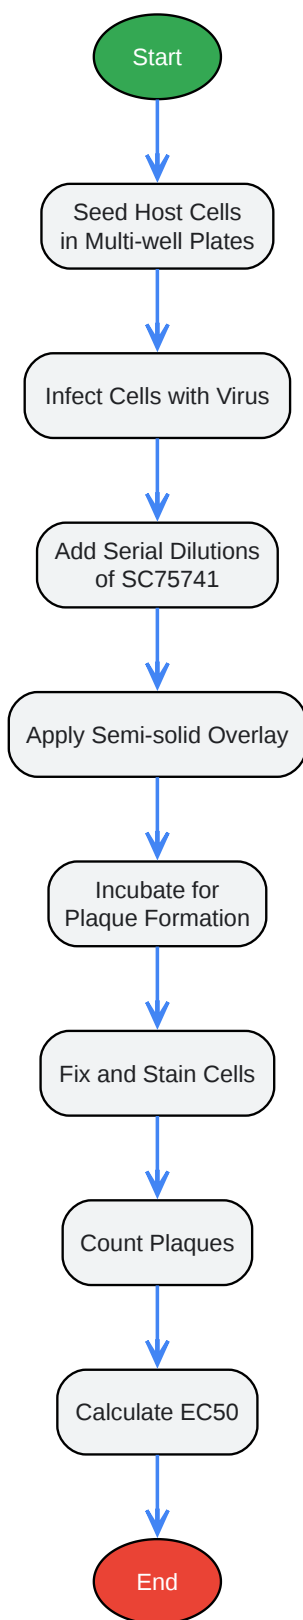 Start
Seed Host Cells
in Multi-well Plates
Infect Cells with Virus
Add Serial Dilutions
of SC75741
Apply Semi-solid Overlay
Incubate for
Plaque Formation
Fix and Stain Cells
Count Plaques
Calculate EC50
End